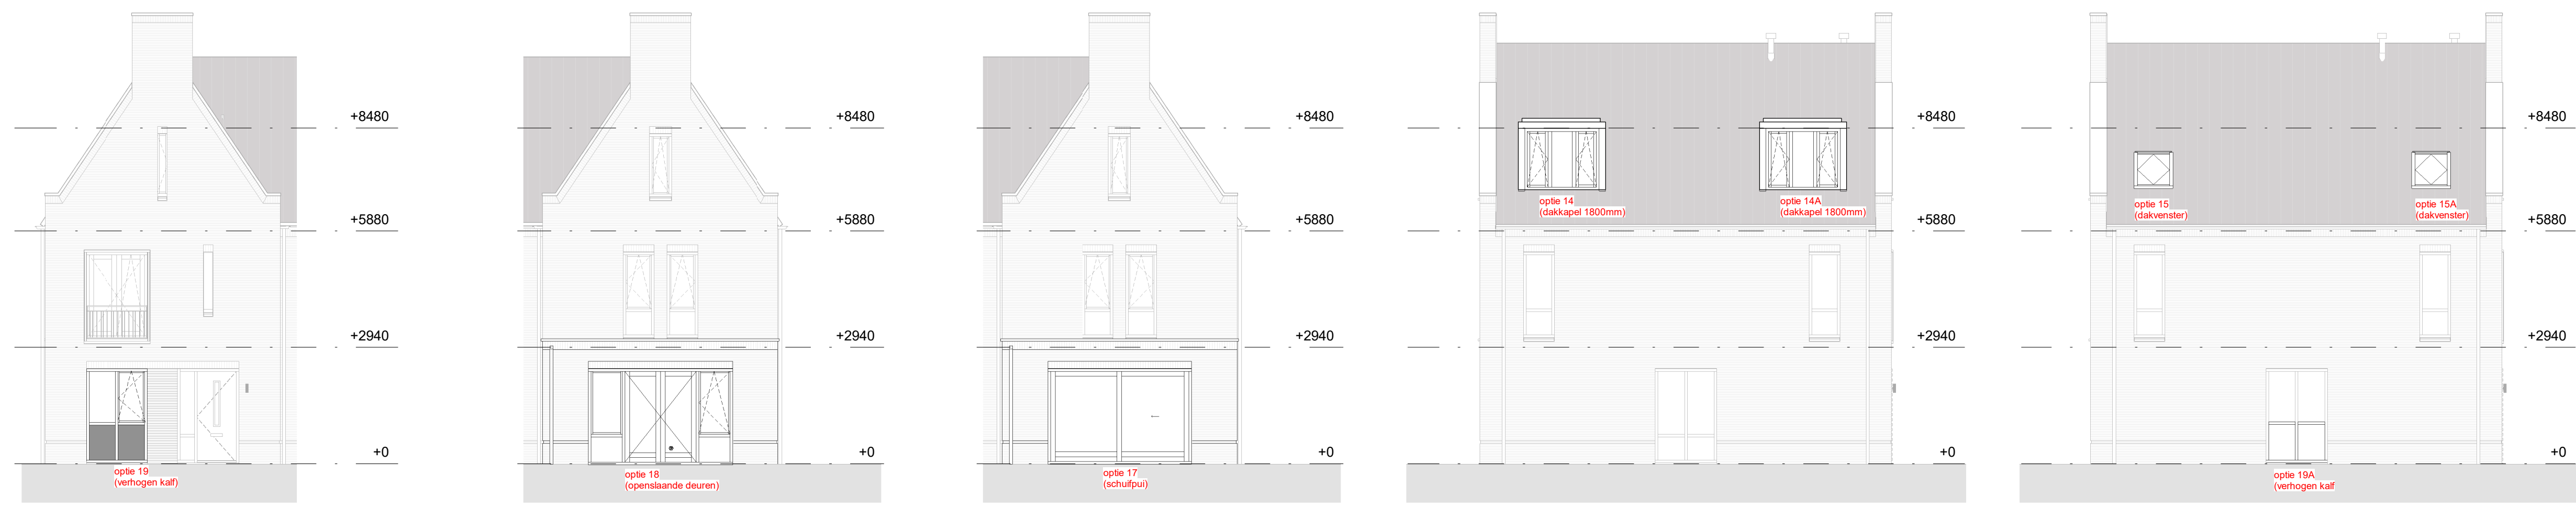 +8480
+5880
+2940
+0
optie 19
(verhogen kalf)
+8480
+5880
+2940
+0
optie 18
(openslaande deuren)
+8480
+5880
+2940
+0
optie 17
(schuifpui)
+8480
optie 14
(dakkapel 1800mm)
optie 14A
(dakkapel 1800mm)
+5880
+2940
+0
+8480
optie 15
(dakvenster)
optie 15A
(dakvenster)
+5880
+2940
+0
optie 19A
(verhogen kalf